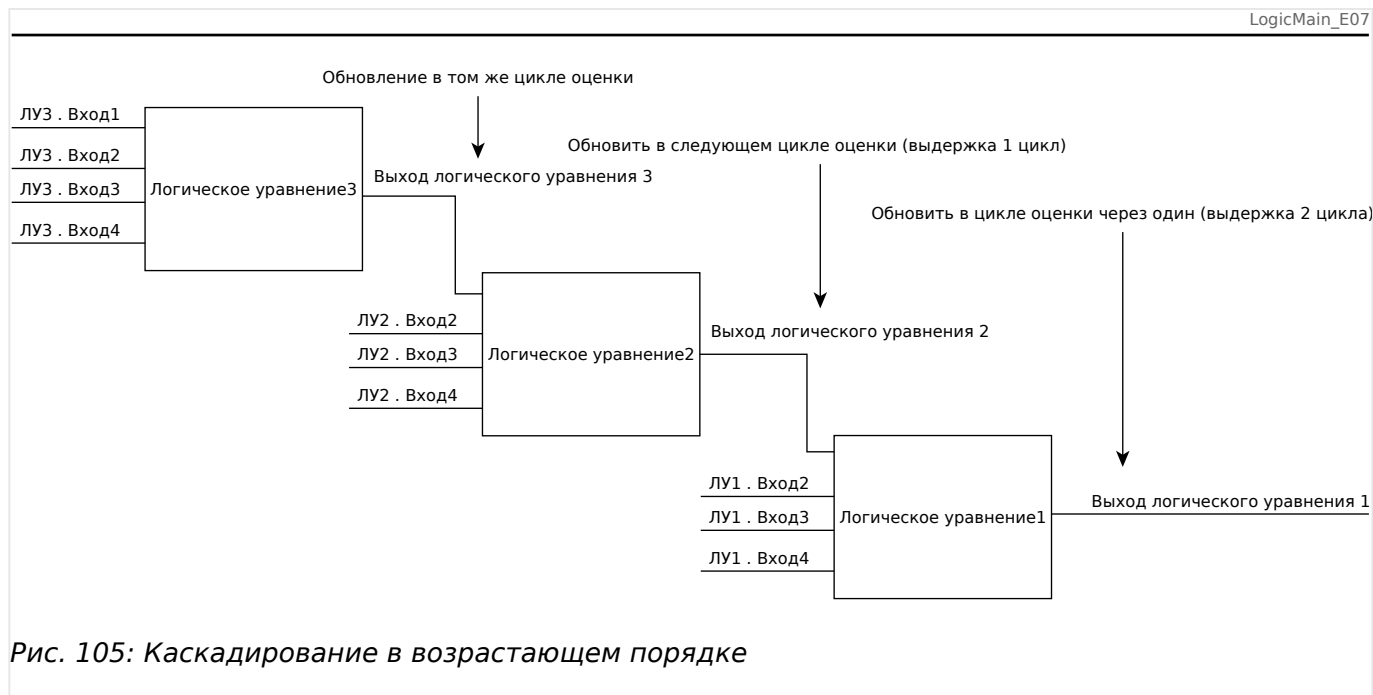 LogicMain_E07
Обновление в том же цикле оценки
ЛУ3 . Вход1
Обновить в следующем цикле оценки (выдержка 1 цикл)
ЛУ3 . Вход2
Выход логического уравнения 3
ЛУ3 . Вход3
Логическое уравнение3
Обновить в цикле оценки через один (выдержка 2 цикла)
ЛУ3 . Вход4
ЛУ2 . Вход2
Выход логического уравнения 2
ЛУ2 . Вход3
Логическое уравнение2
ЛУ2 . Вход4
ЛУ1 . Вход2
Выход логического уравнения 1
ЛУ1 . Вход3
Логическое уравнение1
ЛУ1 . Вход4
Рис. 105: Каскадирование в возрастающем порядке